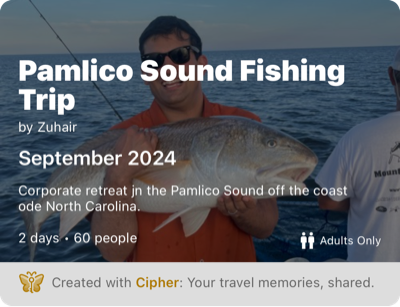 Pamlico Sound Fishing
Trip
by Zuhair
September 2024
Corporate retreat jn the Pamlico Sound off the coast
ode North Carolina.
2 days • 60 people
Adults Only
Created with Cipher: Your travel memories, shared.